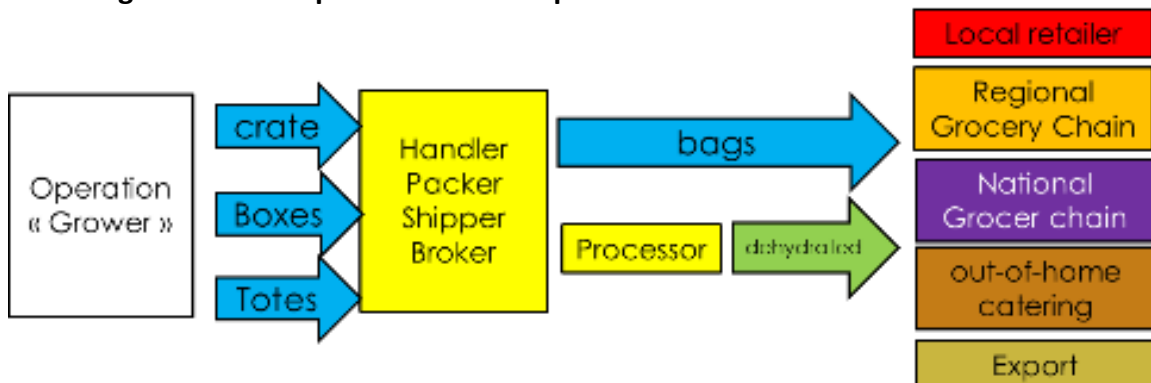 Local retailer
Regional
Grocery Chain
National
Grocer chain
out-of-home
catering
Export
Operation
« Grower »
crate
Boxes
Totes
Handler
Packer
Shipper
Broker
bags
Processor
dehydrated